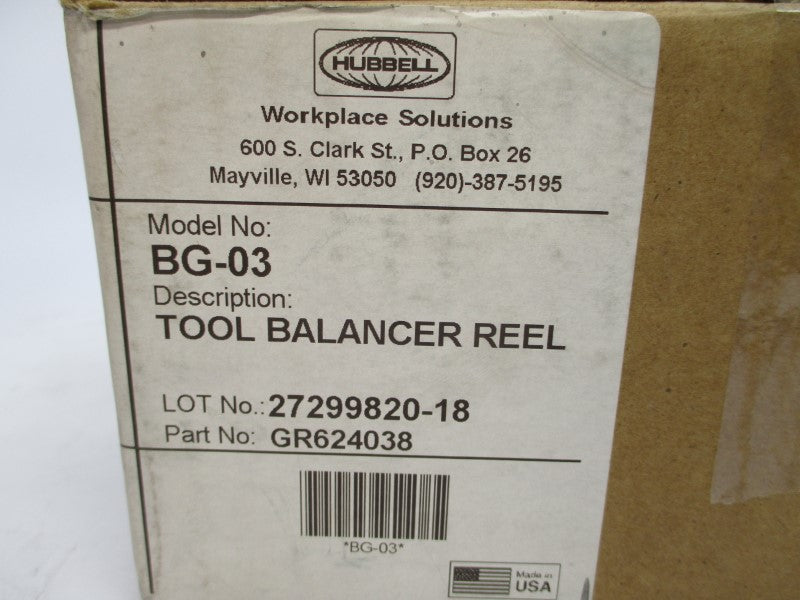 HUBBELL
Workplace Solutions
600 S. Clark St., P.O. Box 26
Mayville, WI 53050 (920)-387-5195
Model No:
BG-03
Description:
TOOL BALANCER REEL
LOT No.: 27299820-18
Part No: GR624038
*BG-03*
Made in
USA